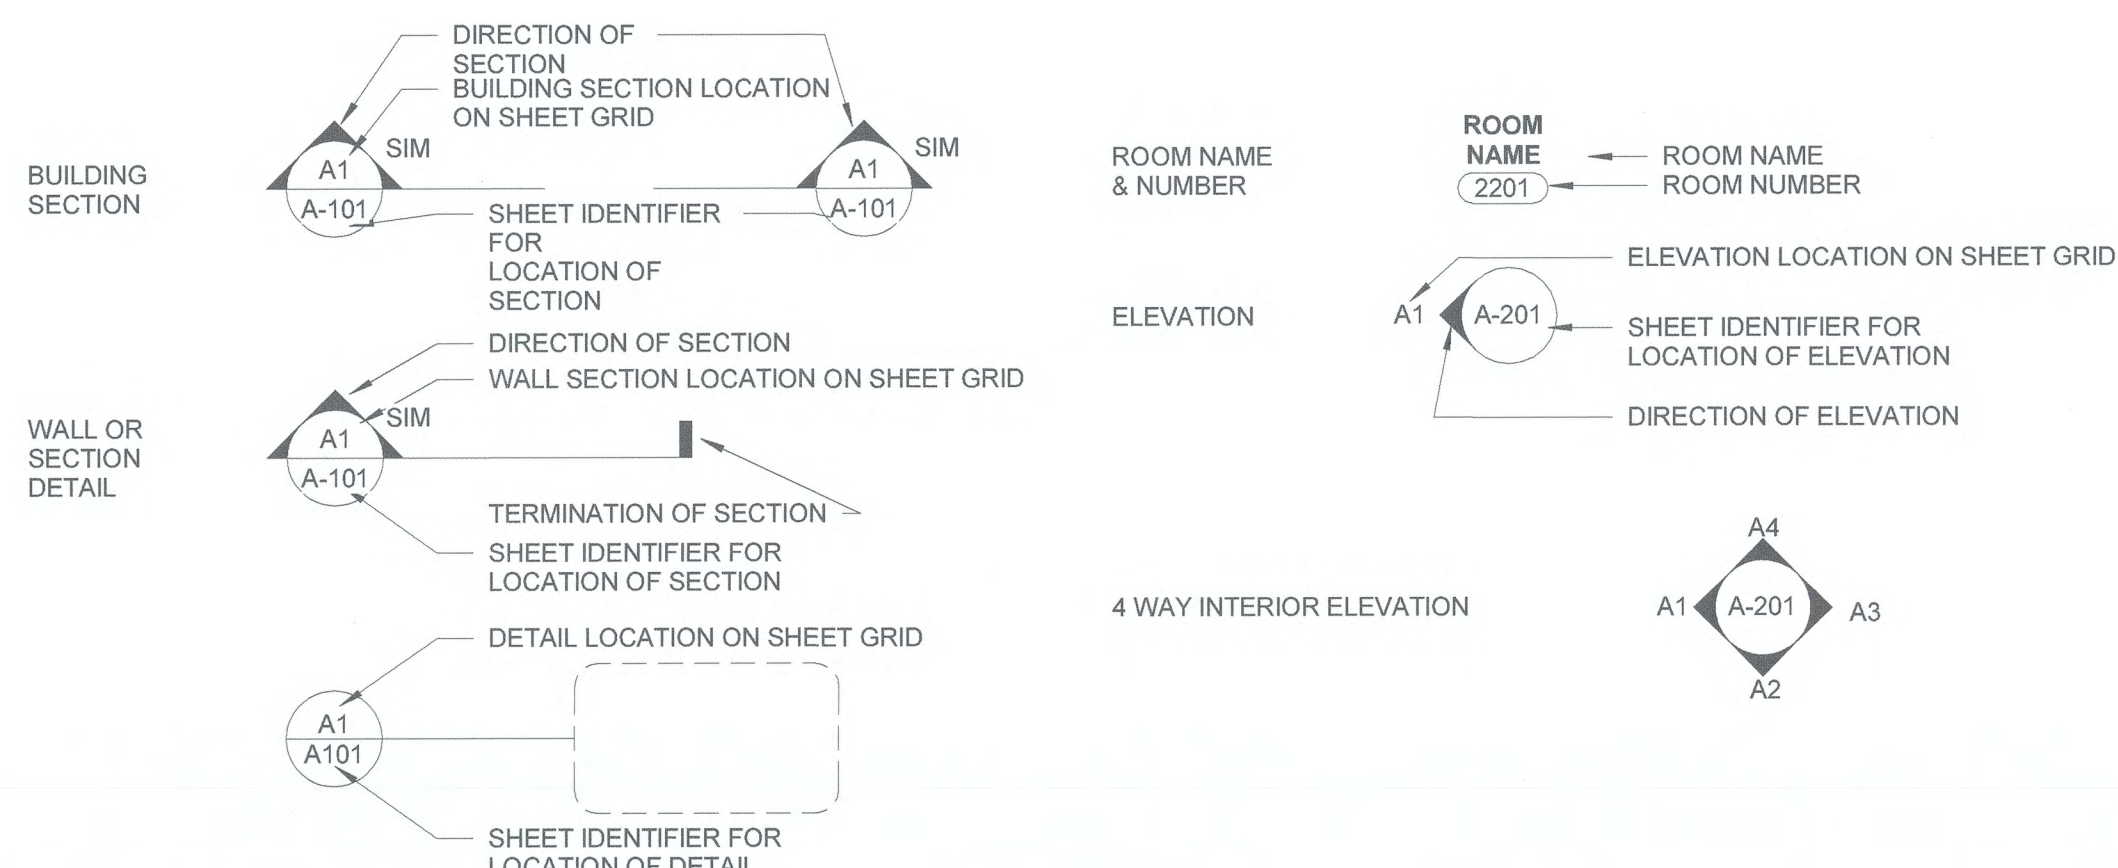 DIRECTION OF
SECTION
BUILDING SECTION LOCATION
ON SHEET GRID
SIM
SIM
A1
A1
BUILDING
SECTION
A-101
A-101
SHEET IDENTIFIER
FOR
LOCATION OF
SECTION
DIRECTION OF SECTION
WALL SECTION LOCATION ON SHEET GRID
SIM
WALL OR
SECTION
DETAIL
A1
A-101
TERMINATION OF SECTION
SHEET IDENTIFIER FOR
LOCATION OF SECTION
DETAIL LOCATION ON SHEET GRID
A1
A101
SHEET IDENTIFIER FOR
LOCATION OF DETAIL
ROOM NAME
& NUMBER
ROOM
NAME
2201
ROOM NAME
ROOM NUMBER
ELEVATION LOCATION ON SHEET GRID
ELEVATION
A1
A-201
SHEET IDENTIFIER FOR
LOCATION OF ELEVATION
DIRECTION OF ELEVATION
4 WAY INTERIOR ELEVATION
A4
A1
A-201
A3
A2